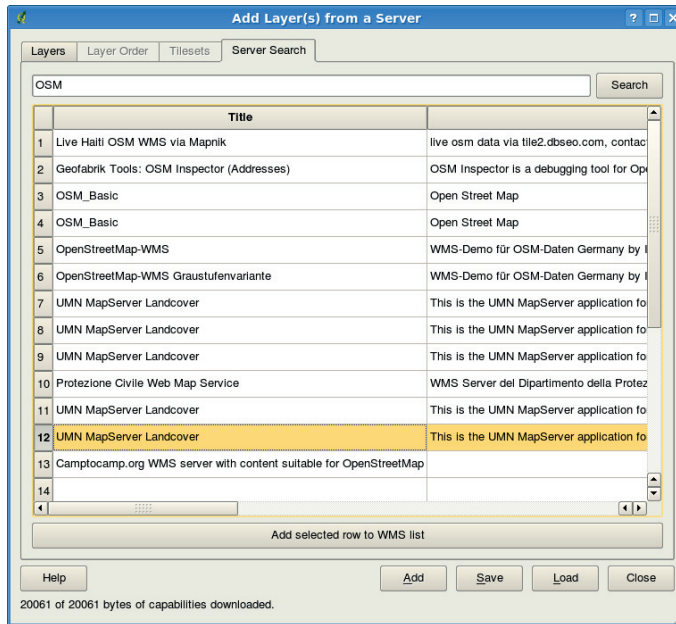 Add Layer(s) from a Server
Layers Layer Order Tilesets Server Search
OSM Search
Title
1 Live Haiti OSM WMS via Mapnik live osm data via tile2.dbseo.com, contac
2 Geofabrik Tools: OSM Inspector (Addresses) OSM Inspector is a debugging tool for Op
3 OSM_Basic Open Street Map
4 OSM_Basic Open Street Map
5 OpenStreetMap-WMS WMS-Demo für OSM-Daten Germany by
6 OpenStreetMap-WMS Graustufenvariante WMS-Demo für OSM-Daten Germany by
7 UMN MapServer Landcover This is the UMN MapServer application fo
8 UMN MapServer Landcover This is the UMN MapServer application fo
9 UMN MapServer Landcover This is the UMN MapServer application fo
10 Protezione Civile Web Map Service WMS Server del Dipartimento della Protez
11 UMN MapServer Landcover This is the UMN MapServer application fo
12 UMN MapServer Landcover This is the UMN MapServer application fo
13 Camptocamp.org WMS server with content suitable for OpenStreetMap
14
Add selected row to WMS list
Help Add Save Load Close
20061 of 20061 bytes of capabilities downloaded.